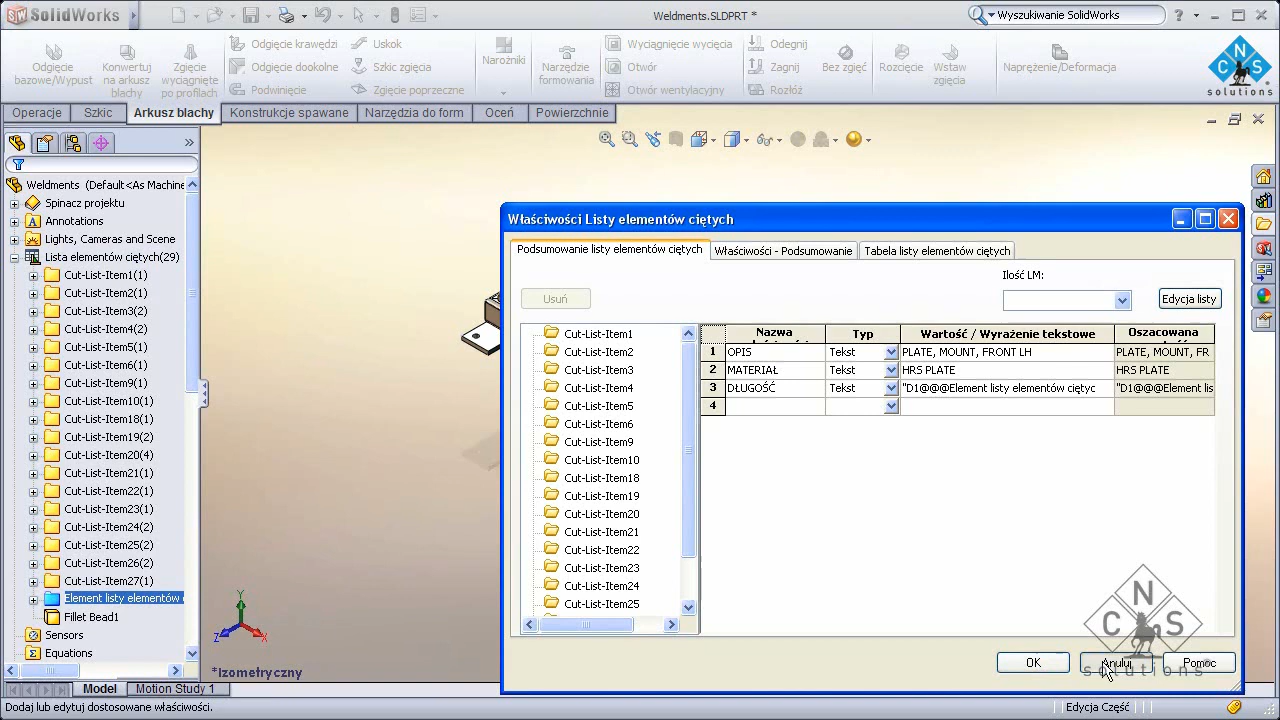 SolidWorks
Weldments.SLDPRT *
Wyszukiwanie SolidWorks
Odgięcie bazowe/Wypust
Konwertuj na arkusz blachy
Zgięcie wyciągnięte po profilach
Odgięcie krawędzi
Odgięcie dookolne
Podwinięcie
Uskok
Szkic zgięcia
Zgięcie poprzeczne
Narożniki
Narzędzie formowania
Wyciągnięcie wycięcia
Otwór
Otwór wentylacyjny
Odegnij
Zagnij
Rozłóż
Bez zgięć
Rozcięcie
Wstaw zgięcia
Naprężenie/Deformacja
CNS
solutions
Operacje
Szkic
Arkusz blachy
Konstrukcje spawane
Narzędzia do form
Oceń
Powierzchnie
Weldments (Default<As Machine
Spinacz projektu
Annotations
Lights, Cameras and Scene
Lista elementów ciętych(29)
Cut-List-Item1(1)
Cut-List-Item2(1)
Cut-List-Item3(2)
Cut-List-Item4(2)
Cut-List-Item5(1)
Cut-List-Item6(1)
Cut-List-Item9(1)
Cut-List-Item10(1)
Cut-List-Item18(1)
Cut-List-Item19(2)
Cut-List-Item20(4)
Cut-List-Item21(1)
Cut-List-Item22(1)
Cut-List-Item23(1)
Cut-List-Item24(2)
Cut-List-Item25(2)
Cut-List-Item26(2)
Cut-List-Item27(1)
Element listy elementów
Fillet Bead1
Sensors
Equations
Y
Z
X
*Izometryczny
Właściwości Listy elementów ciętych
Podsumowanie listy elementów ciętych
Właściwości - Podsumowanie
Tabela listy elementów ciętych
Ilość LM:
Usuń
Edycja listy
Cut-List-Item1
Cut-List-Item2
Cut-List-Item3
Cut-List-Item4
Cut-List-Item5
Cut-List-Item6
Cut-List-Item9
Cut-List-Item10
Cut-List-Item18
Cut-List-Item19
Cut-List-Item20
Cut-List-Item21
Cut-List-Item22
Cut-List-Item23
Cut-List-Item24
Cut-List-Item25
Nazwa Typ Wartość / Wyrażenie tekstowe Oszacowana
1 OPIS Tekst PLATE, MOUNT, FRONT LH PLATE, MOUNT, FR
2 MATERIAŁ Tekst HRS PLATE HRS PLATE
3 DŁUGOŚĆ Tekst "D1@@@Element listy elementów ciętyc "D1@@@Element lis
4
OK
Anuluj
Pomoc
CNS
solutions
Model
Motion Study 1
Dodaj lub edytuj dostosowane właściwości.
Edycja Część